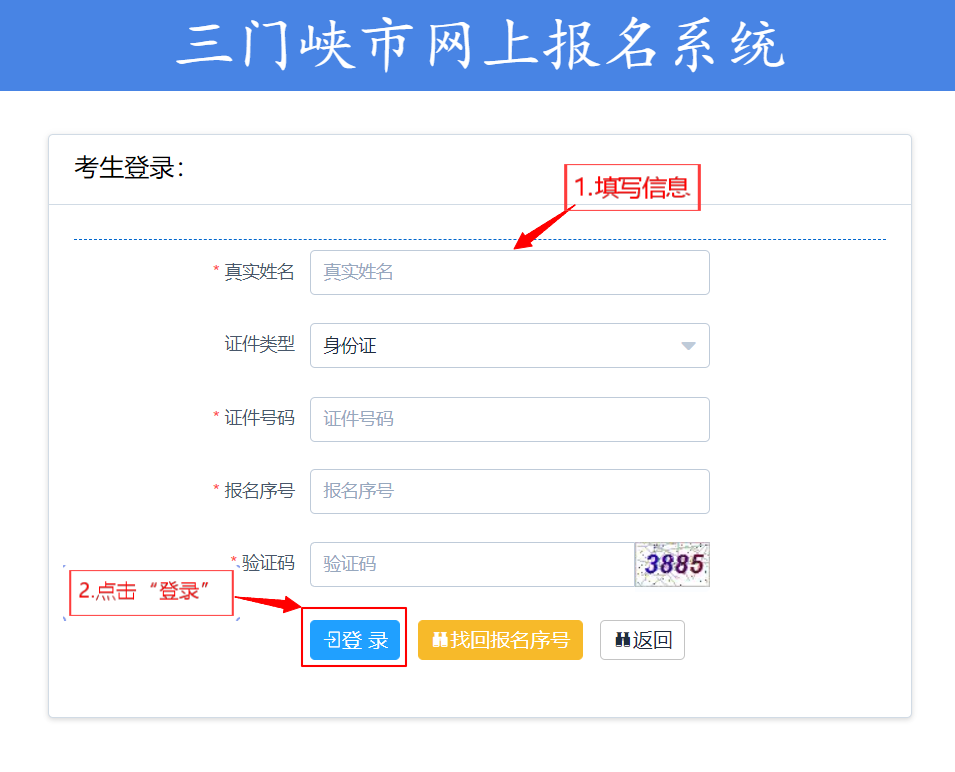 三门峡市网上报名系统
考生登录：
1.填写信息
* 真实姓名 真实姓名
证件类型 身份证
* 证件号码 证件号码
* 报名序号 报名序号
* 验证码 验证码 3885
2.点击“登录”
登 录 找回报名序号 返回